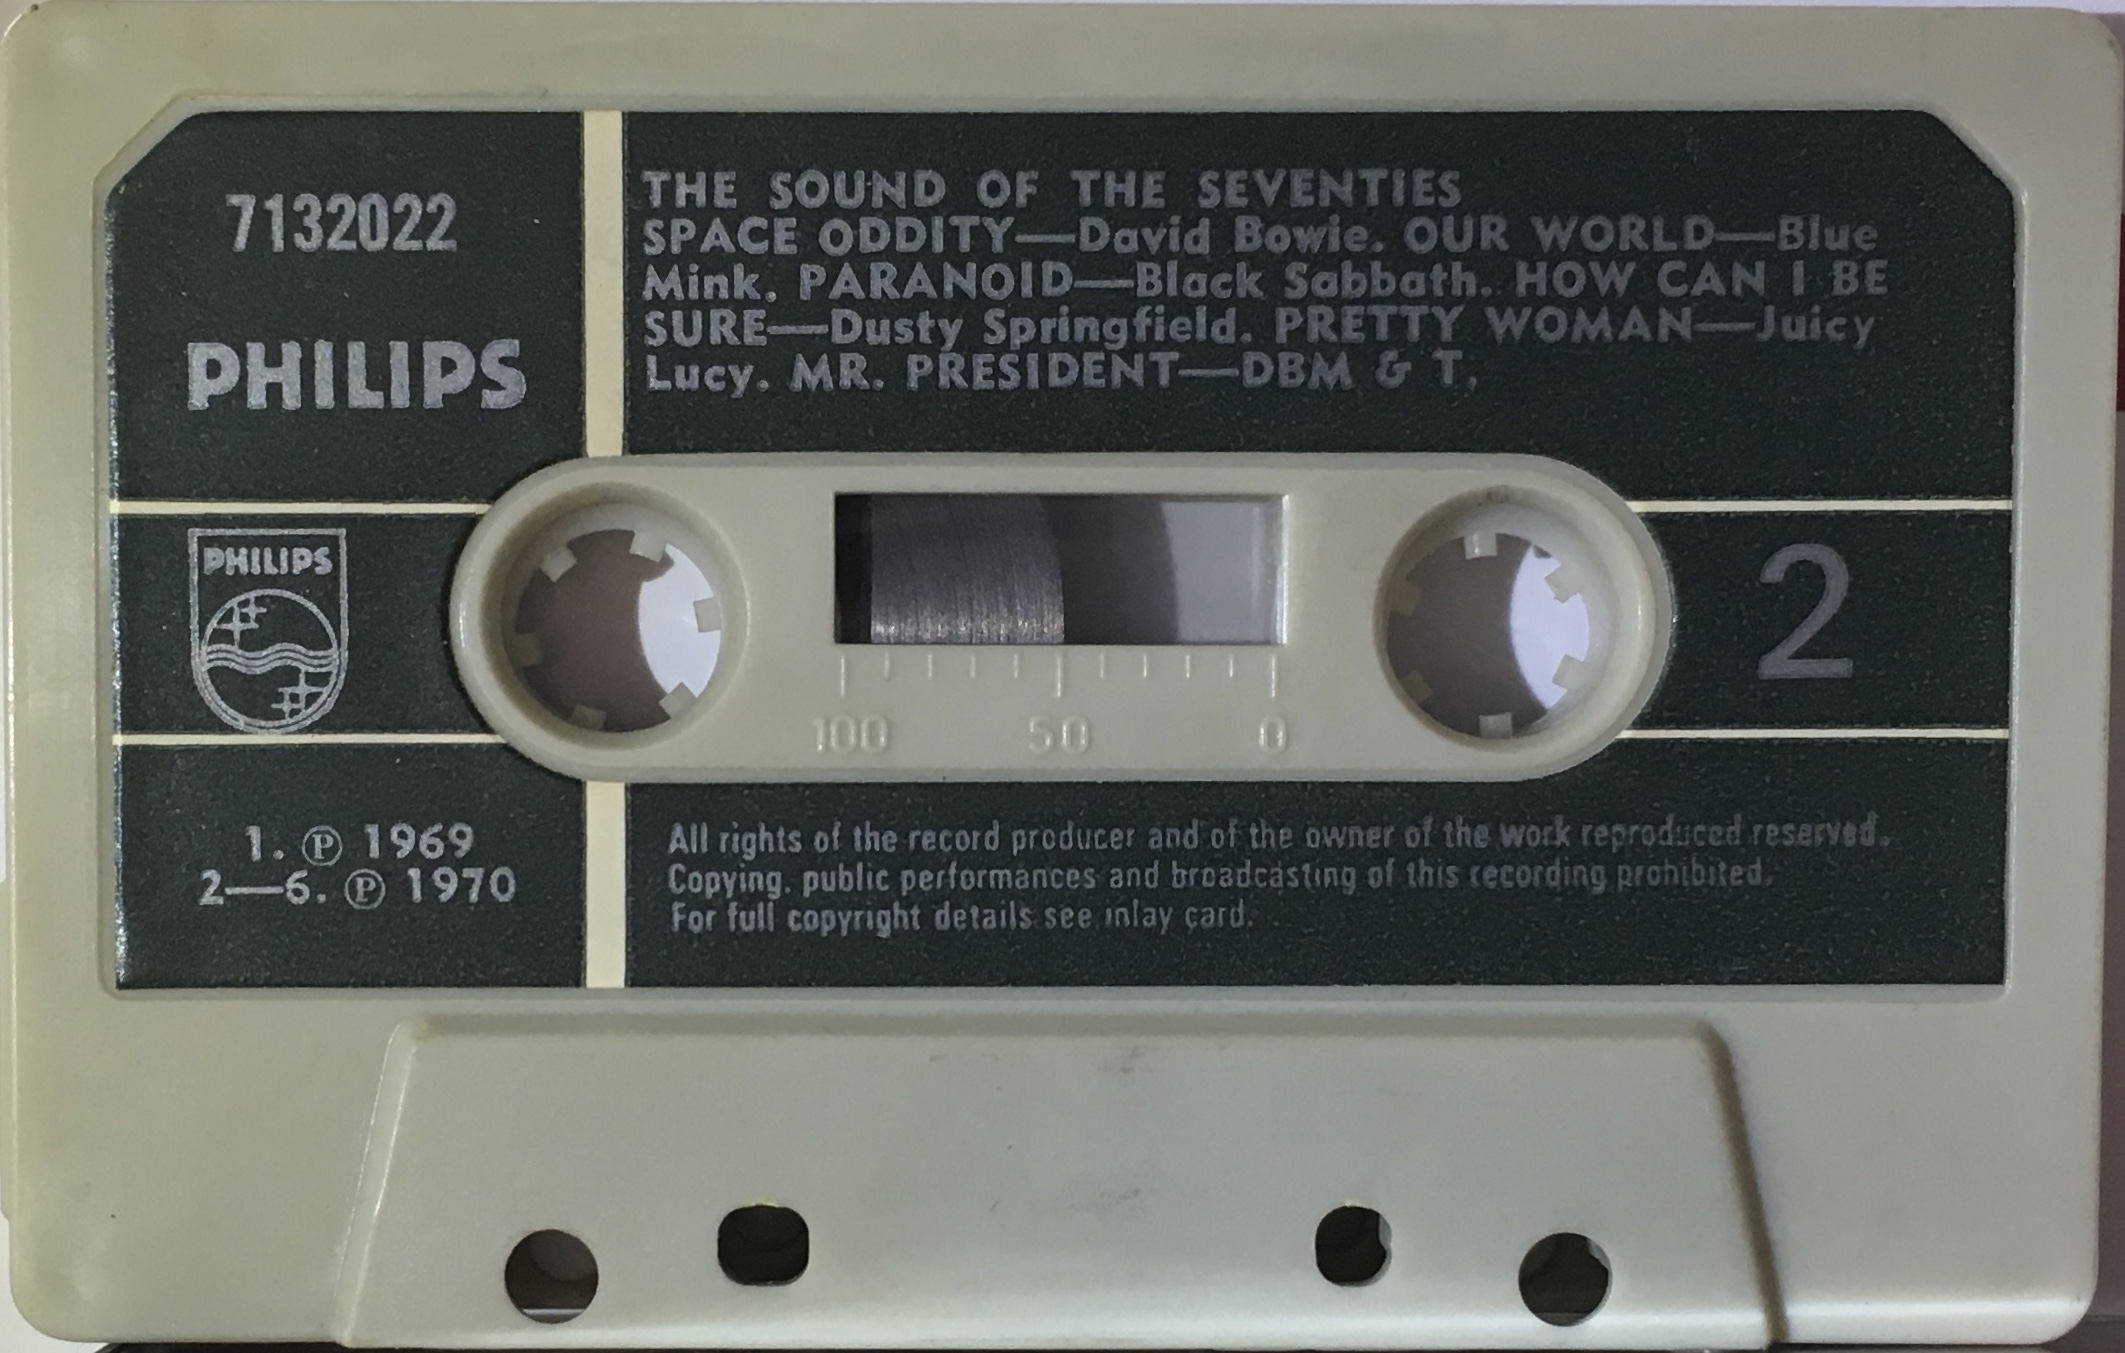 7132022
PHILIPS
THE SOUND OF THE SEVENTIES
SPACE ODDITY—David Bowie. OUR WORLD—Blue
Mink. PARANOID—Black Sabbath. HOW CAN I BE
SURE—Dusty Springfield. PRETTY WOMAN—Juicy
Lucy. MR. PRESIDENT—DBM & T.
PHILIPS
2
100 50 0
1. Ⓟ 1969
2—6. Ⓟ 1970
All rights of the record producer and of the owner of the work reproduced reserved.
Copying, public performances and broadcasting of this recording prohibited.
For full copyright details see inlay card.